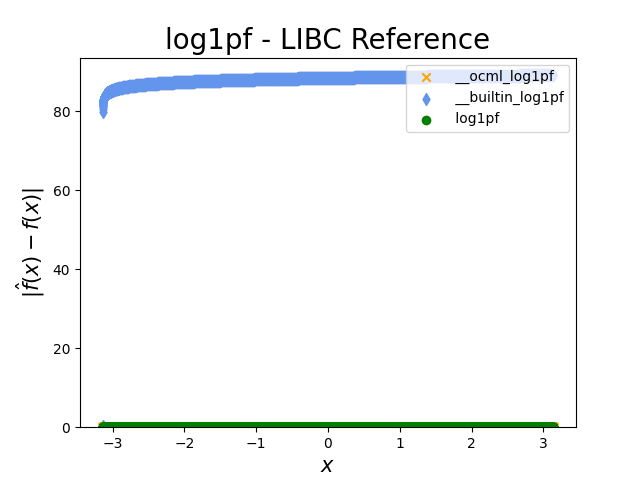 log1pf - LIBC Reference
__ocml_log1pf
__builtin_log1pf
log1pf
|f̂(x) − f(x)|
80
60
40
20
0
−3 −2 −1 0 1 2 3
x